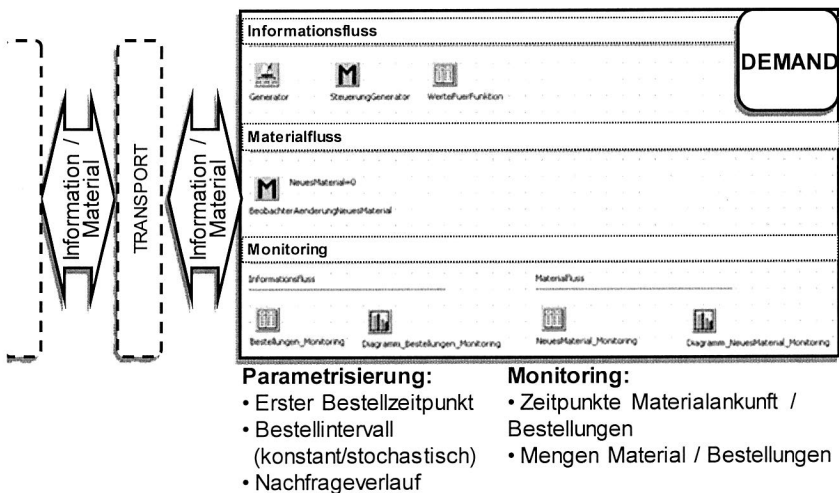 Informationsfluss
DEMAND
Generator
SteuerungGenerator
WerteFuerFunktion
Materialfluss
NeuesMaterial=0
BeobachterAenderungNeuesMaterial
Monitoring
Informationsfluss
Materialfluss
Bestellungen_Monitoring
Diagramm_Bestellungen_Monitoring
NeuesMaterial_Monitoring
Diagramm_NeuesMaterial_Monitoring
Information /
Material
TRANSPORT
Information /
Material
Parametrisierung:
• Erster Bestellzeitpunkt
• Bestellintervall
(konstant/stochastisch)
• Nachfrageverlauf
Monitoring:
• Zeitpunkte Materialankunft /
Bestellungen
• Mengen Material / Bestellungen